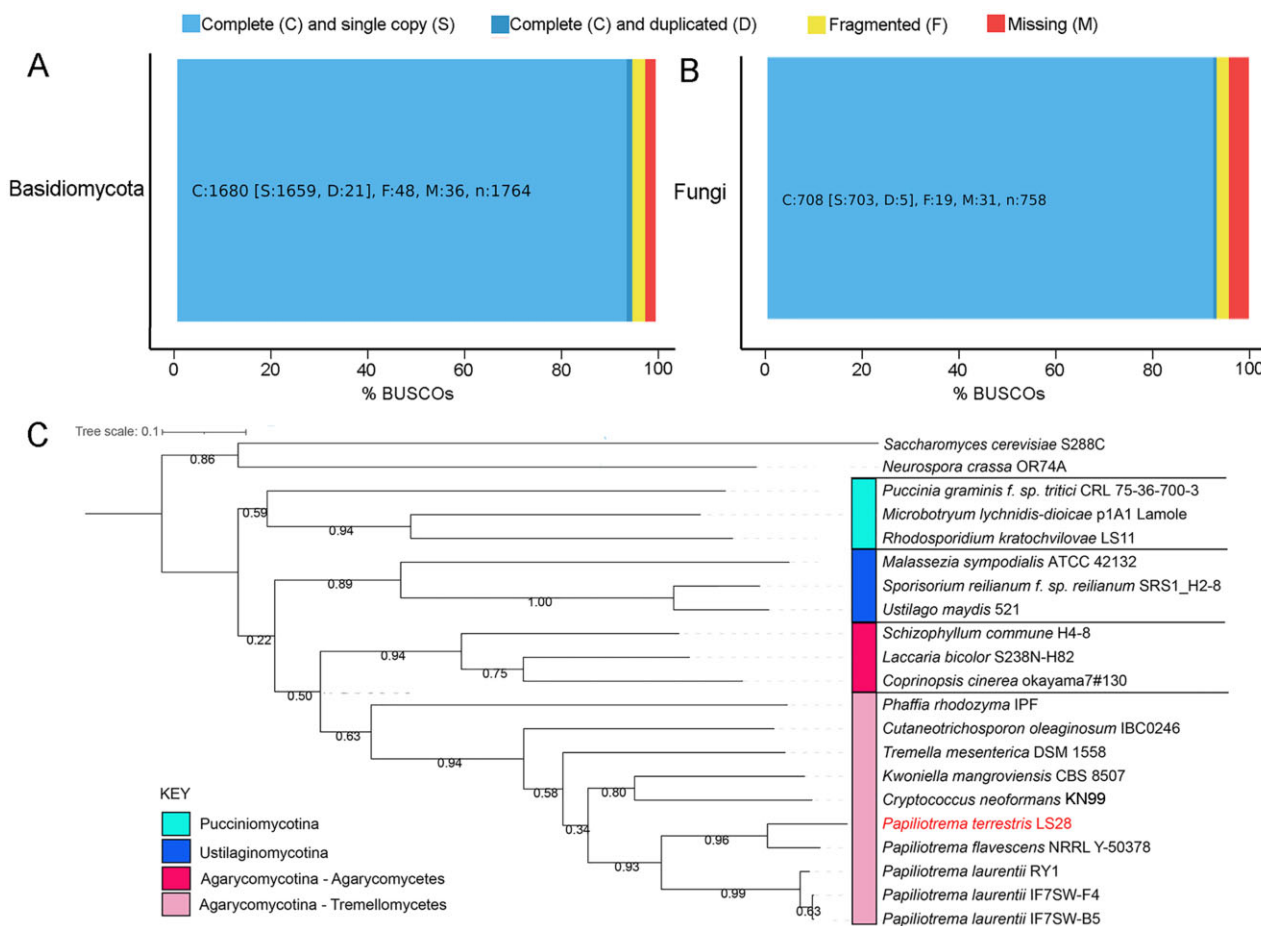 Complete (C) and single copy (S) Complete (C) and duplicated (D) Fragmented (F) Missing (M)
A
Basidiomycota
C:1680 [S:1659, D:21], F:48, M:36, n:1764
0 20 40 60 80 100
% BUSCOs
B
Fungi
C:708 [S:703, D:5], F:19, M:31, n:758
0 20 40 60 80 100
% BUSCOs
C
Tree scale: 0.1
Saccharomyces cerevisiae S288C
0.86
Neurospora crassa OR74A
Puccinia graminis f. sp. tritici CRL 75-36-700-3
0.59
Microbotryum lychnidis-dioicae p1A1 Lamole
0.94
Rhodosporidium kratochvilovae LS11
Malassezia sympodialis ATCC 42132
0.89
Sporisorium reilianum f. sp. reilianum SRS1_H2-8
1.00
Ustilago maydis 521
Schizophyllum commune H4-8
0.22
0.94
Laccaria bicolor S238N-H82
0.75
Coprinopsis cinerea okayama7#130
0.50
Phaffia rhodozyma IPF
Cutaneotrichosporon oleaginosum IBC0246
0.63
Tremella mesenterica DSM 1558
0.94
Kwoniella mangroviensis CBS 8507
0.58
0.80
Cryptococcus neoformans KN99
Papiliotrema terrestris LS28
0.34
0.96
Papiliotrema flavescens NRRL Y-50378
0.93
Papiliotrema laurentii RY1
0.99
Papiliotrema laurentii IF7SW-F4
0.63
Papiliotrema laurentii IF7SW-B5
KEY
Pucciniomycotina
Ustilaginomycotina
Agarycomycotina - Agarycomycetes
Agarycomycotina - Tremellomycetes